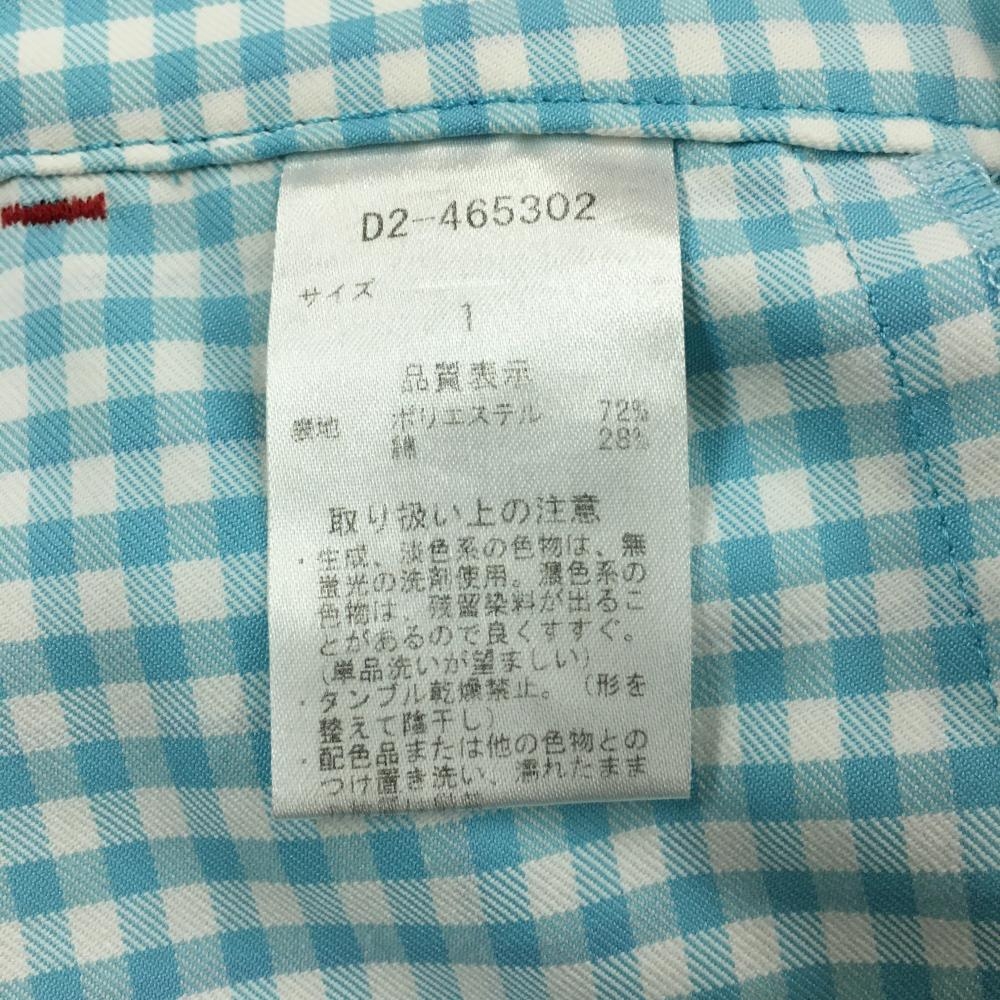 D2-465302
サイズ
1
品質表示
表地 ポリエステル 72%
綿 28%
取り扱い上の注意
・生成、淡色系の色物は、無
蛍光の洗剤使用。濃色系の
色物は、残留染料が出るこ
とがあるので良くすすぐ。
(単品洗いが望ましい)
・タンブル乾燥禁止。(形を
整えて陰干し)
・配色品または他の色物との
つけ置き洗い、濡れたまま